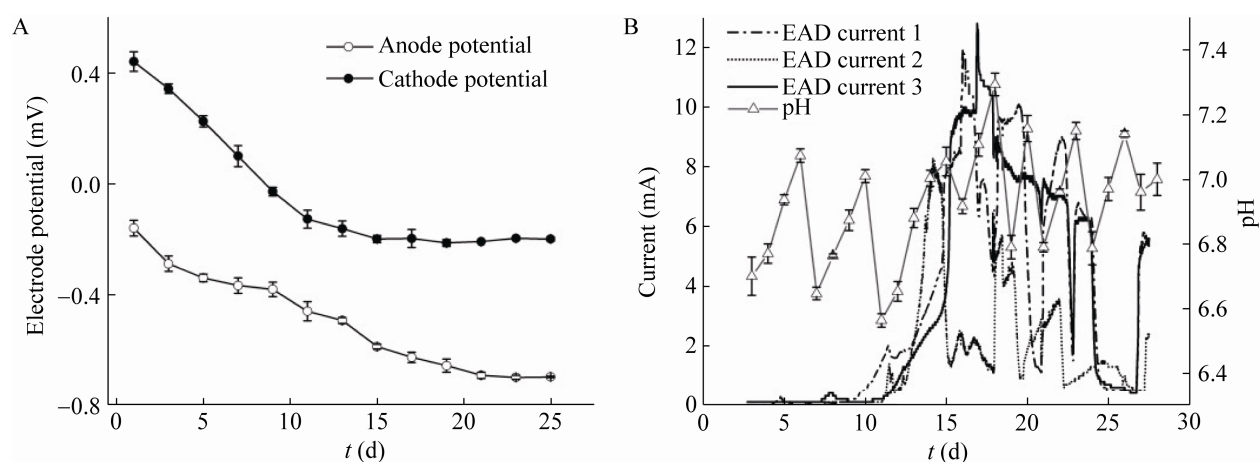 A
Electrode potential (mV)
0.4
0.0
−0.4
−0.8
Anode potential
Cathode potential
0
5
10
15
20
25
t (d)
B
Current (mA)
12
10
8
6
4
2
0
EAD current 1
EAD current 2
EAD current 3
pH
0
5
10
15
20
25
30
t (d)
7.4
7.2
7.0
6.8
6.6
6.4
pH